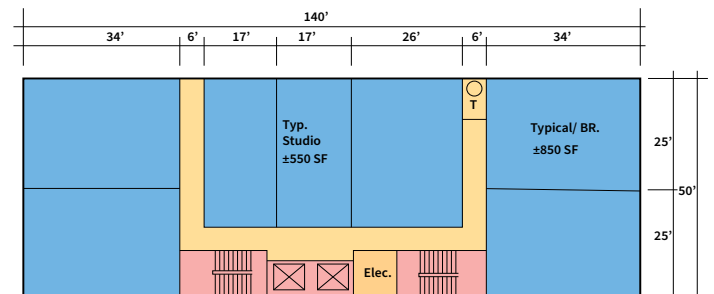 140’
34’ 6’ 17’ 17’ 26’ 6’ 34’
T
Typ.
Studio
±550 SF
Typical/ BR.
±850 SF
25’
50’
25’
Elec.